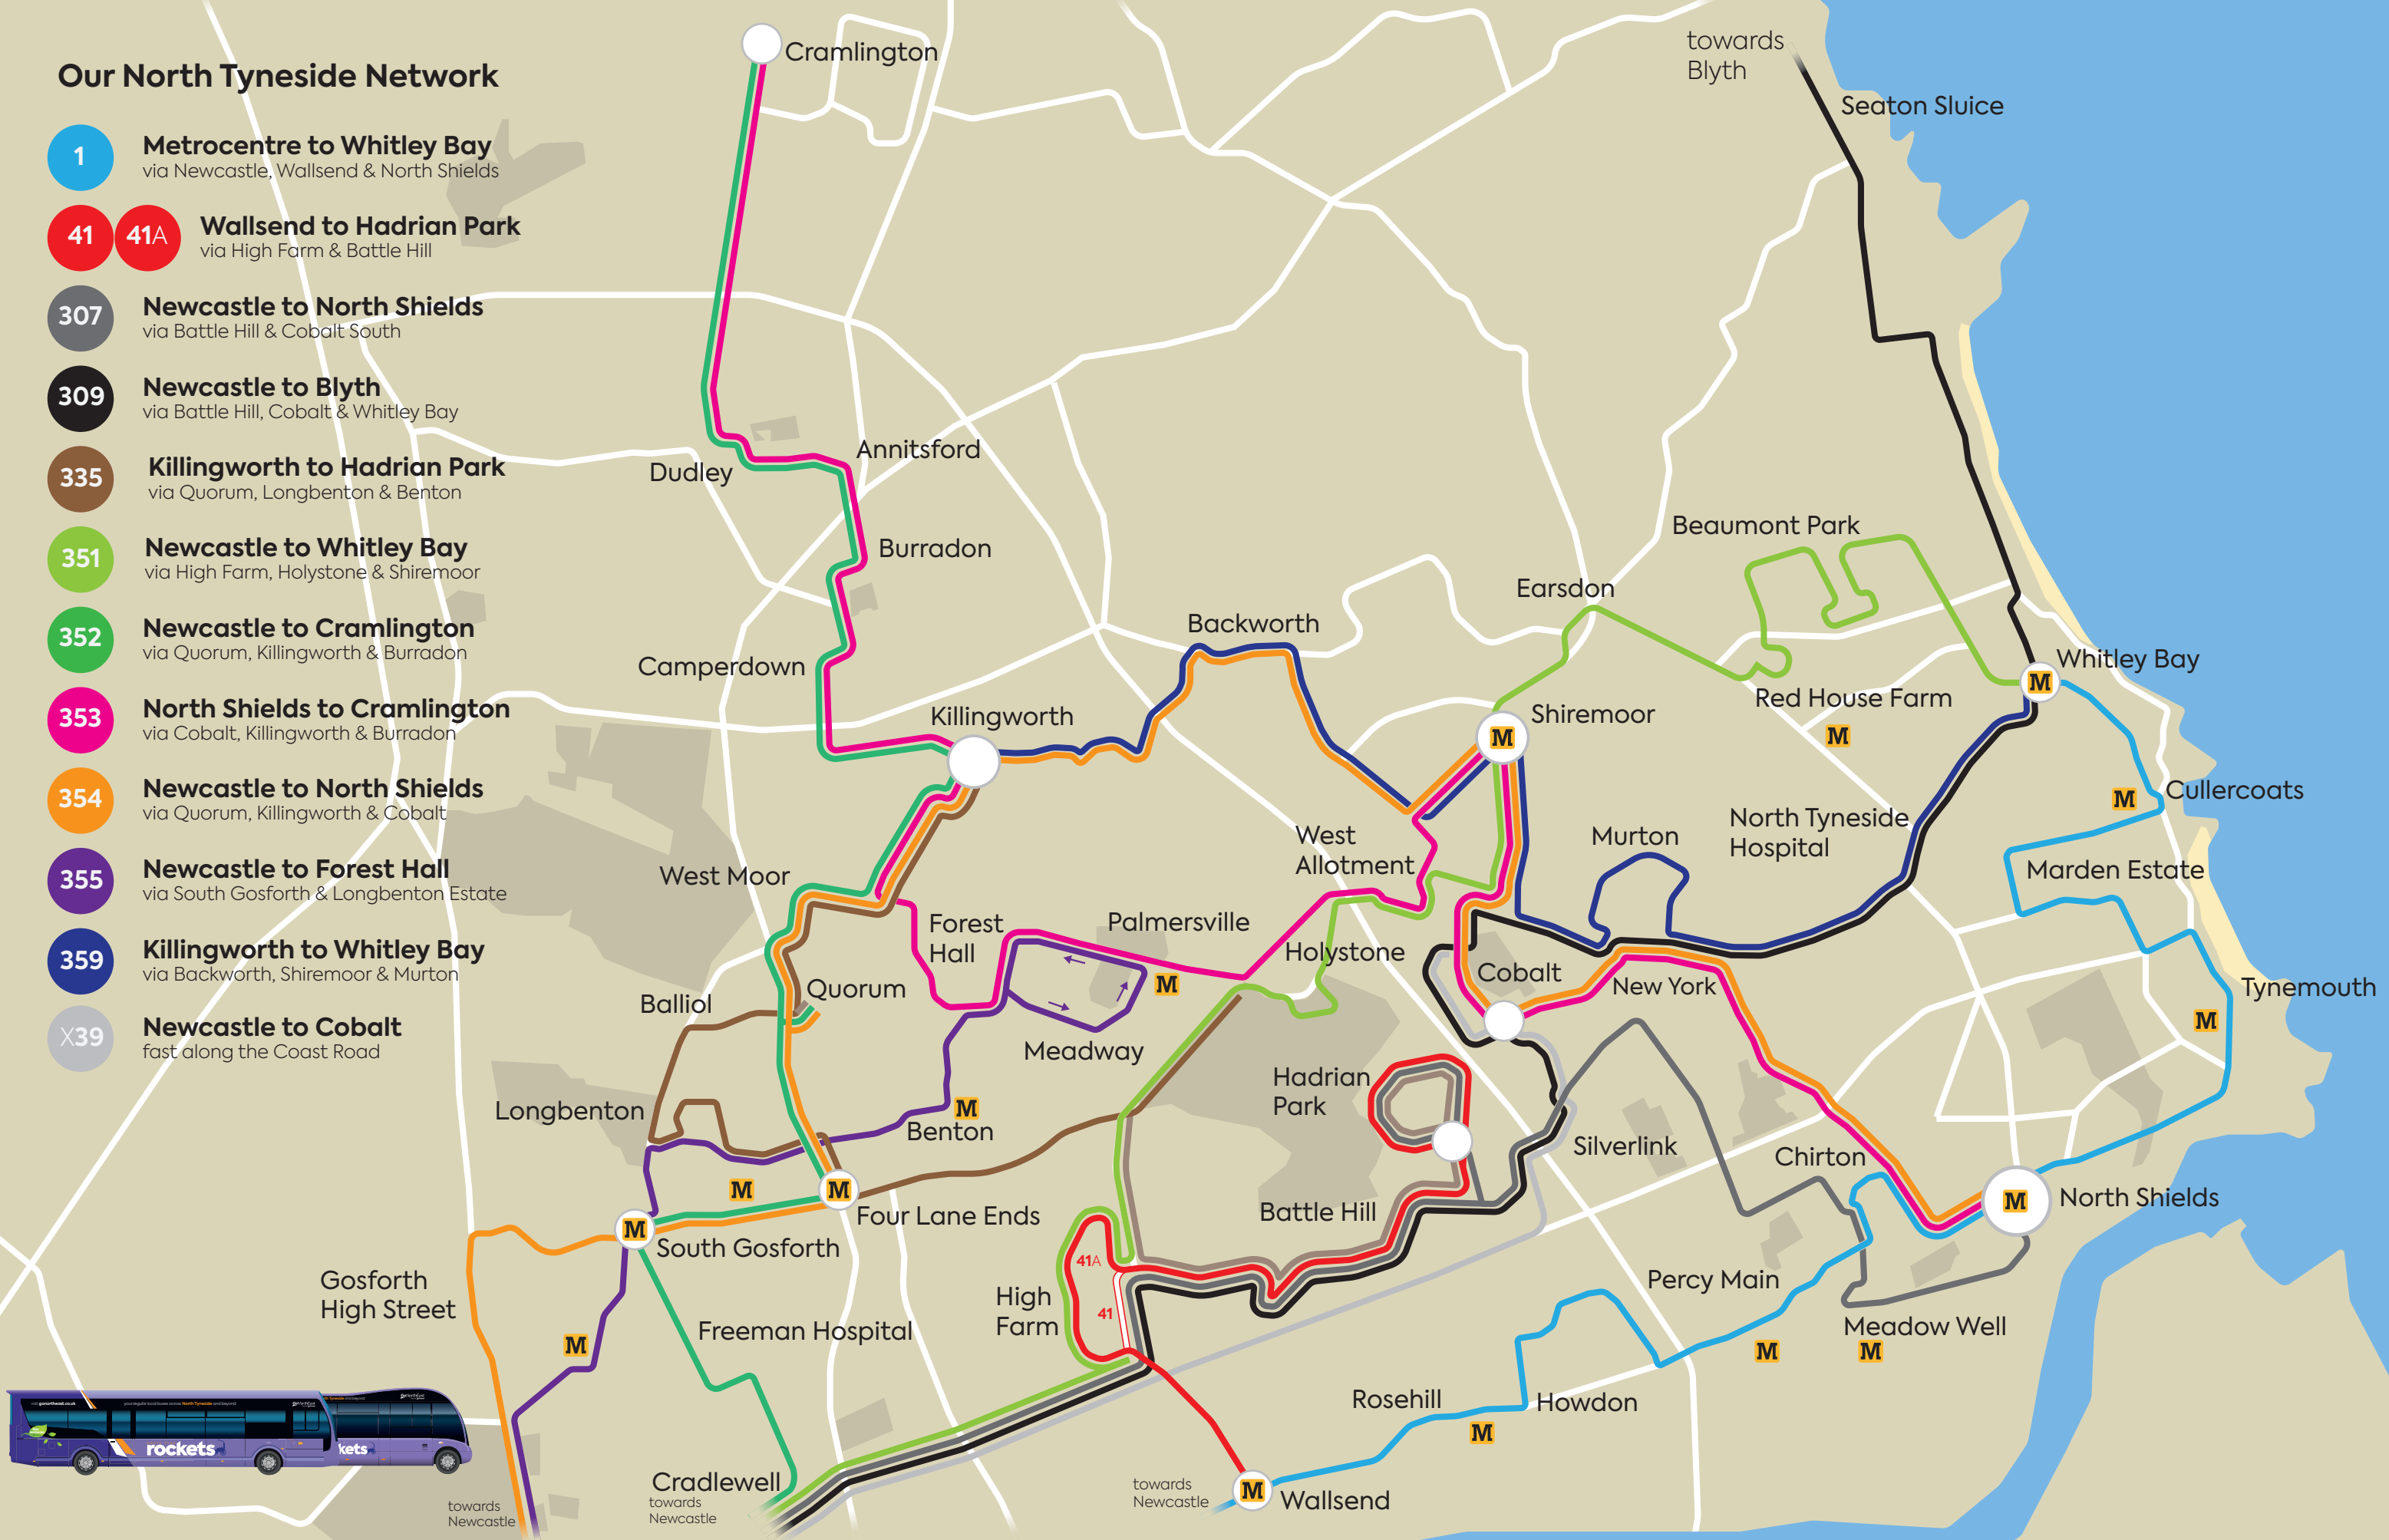 Our North Tyneside Network
1
Metrocentre to Whitley Bay
via Newcastle, Wallsend & North Shields
41
41A
Wallsend to Hadrian Park
via High Farm & Battle Hill
307
Newcastle to North Shields
via Battle Hill & Cobalt South
309
Newcastle to Blyth
via Battle Hill, Cobalt & Whitley Bay
335
Killingworth to Hadrian Park
via Quorum, Longbenton & Benton
351
Newcastle to Whitley Bay
via High Farm, Holystone & Shiremoor
352
Newcastle to Cramlington
via Quorum, Killingworth & Burradon
353
North Shields to Cramlington
via Cobalt, Killingworth & Burradon
354
Newcastle to North Shields
via Quorum, Killingworth & Cobalt
355
Newcastle to Forest Hall
via South Gosforth & Longbenton Estate
359
Killingworth to Whitley Bay
via Backworth, Shiremoor & Murton
X39
Newcastle to Cobalt
fast along the Coast Road
Cramlington
towards
Blyth
Seaton Sluice
Annitsford
Dudley
Burradon
Beaumont Park
Earsdon
Backworth
Camperdown
Whitley Bay
M
Red House Farm
M
Killingworth
Shiremoor
M
Cullercoats
M
North Tyneside
Hospital
Murton
West
Allotment
Marden Estate
West Moor
Forest
Hall
Palmersville
M
Holystone
Cobalt
New York
Tynemouth
M
Quorum
Balliol
Meadway
Hadrian
Park
Longbenton
M
Benton
Silverlink
Chirton
M
North Shields
M
M
Four Lane Ends
Battle Hill
M
South Gosforth
Gosforth
High Street
41A
41
High
Farm
Percy Main
M
Meadow Well
M
Freeman Hospital
M
Rosehill
M
Howdon
Cradlewell
towards
Newcastle
towards
Newcastle
towards
Newcastle
M
Wallsend
rockets
kets